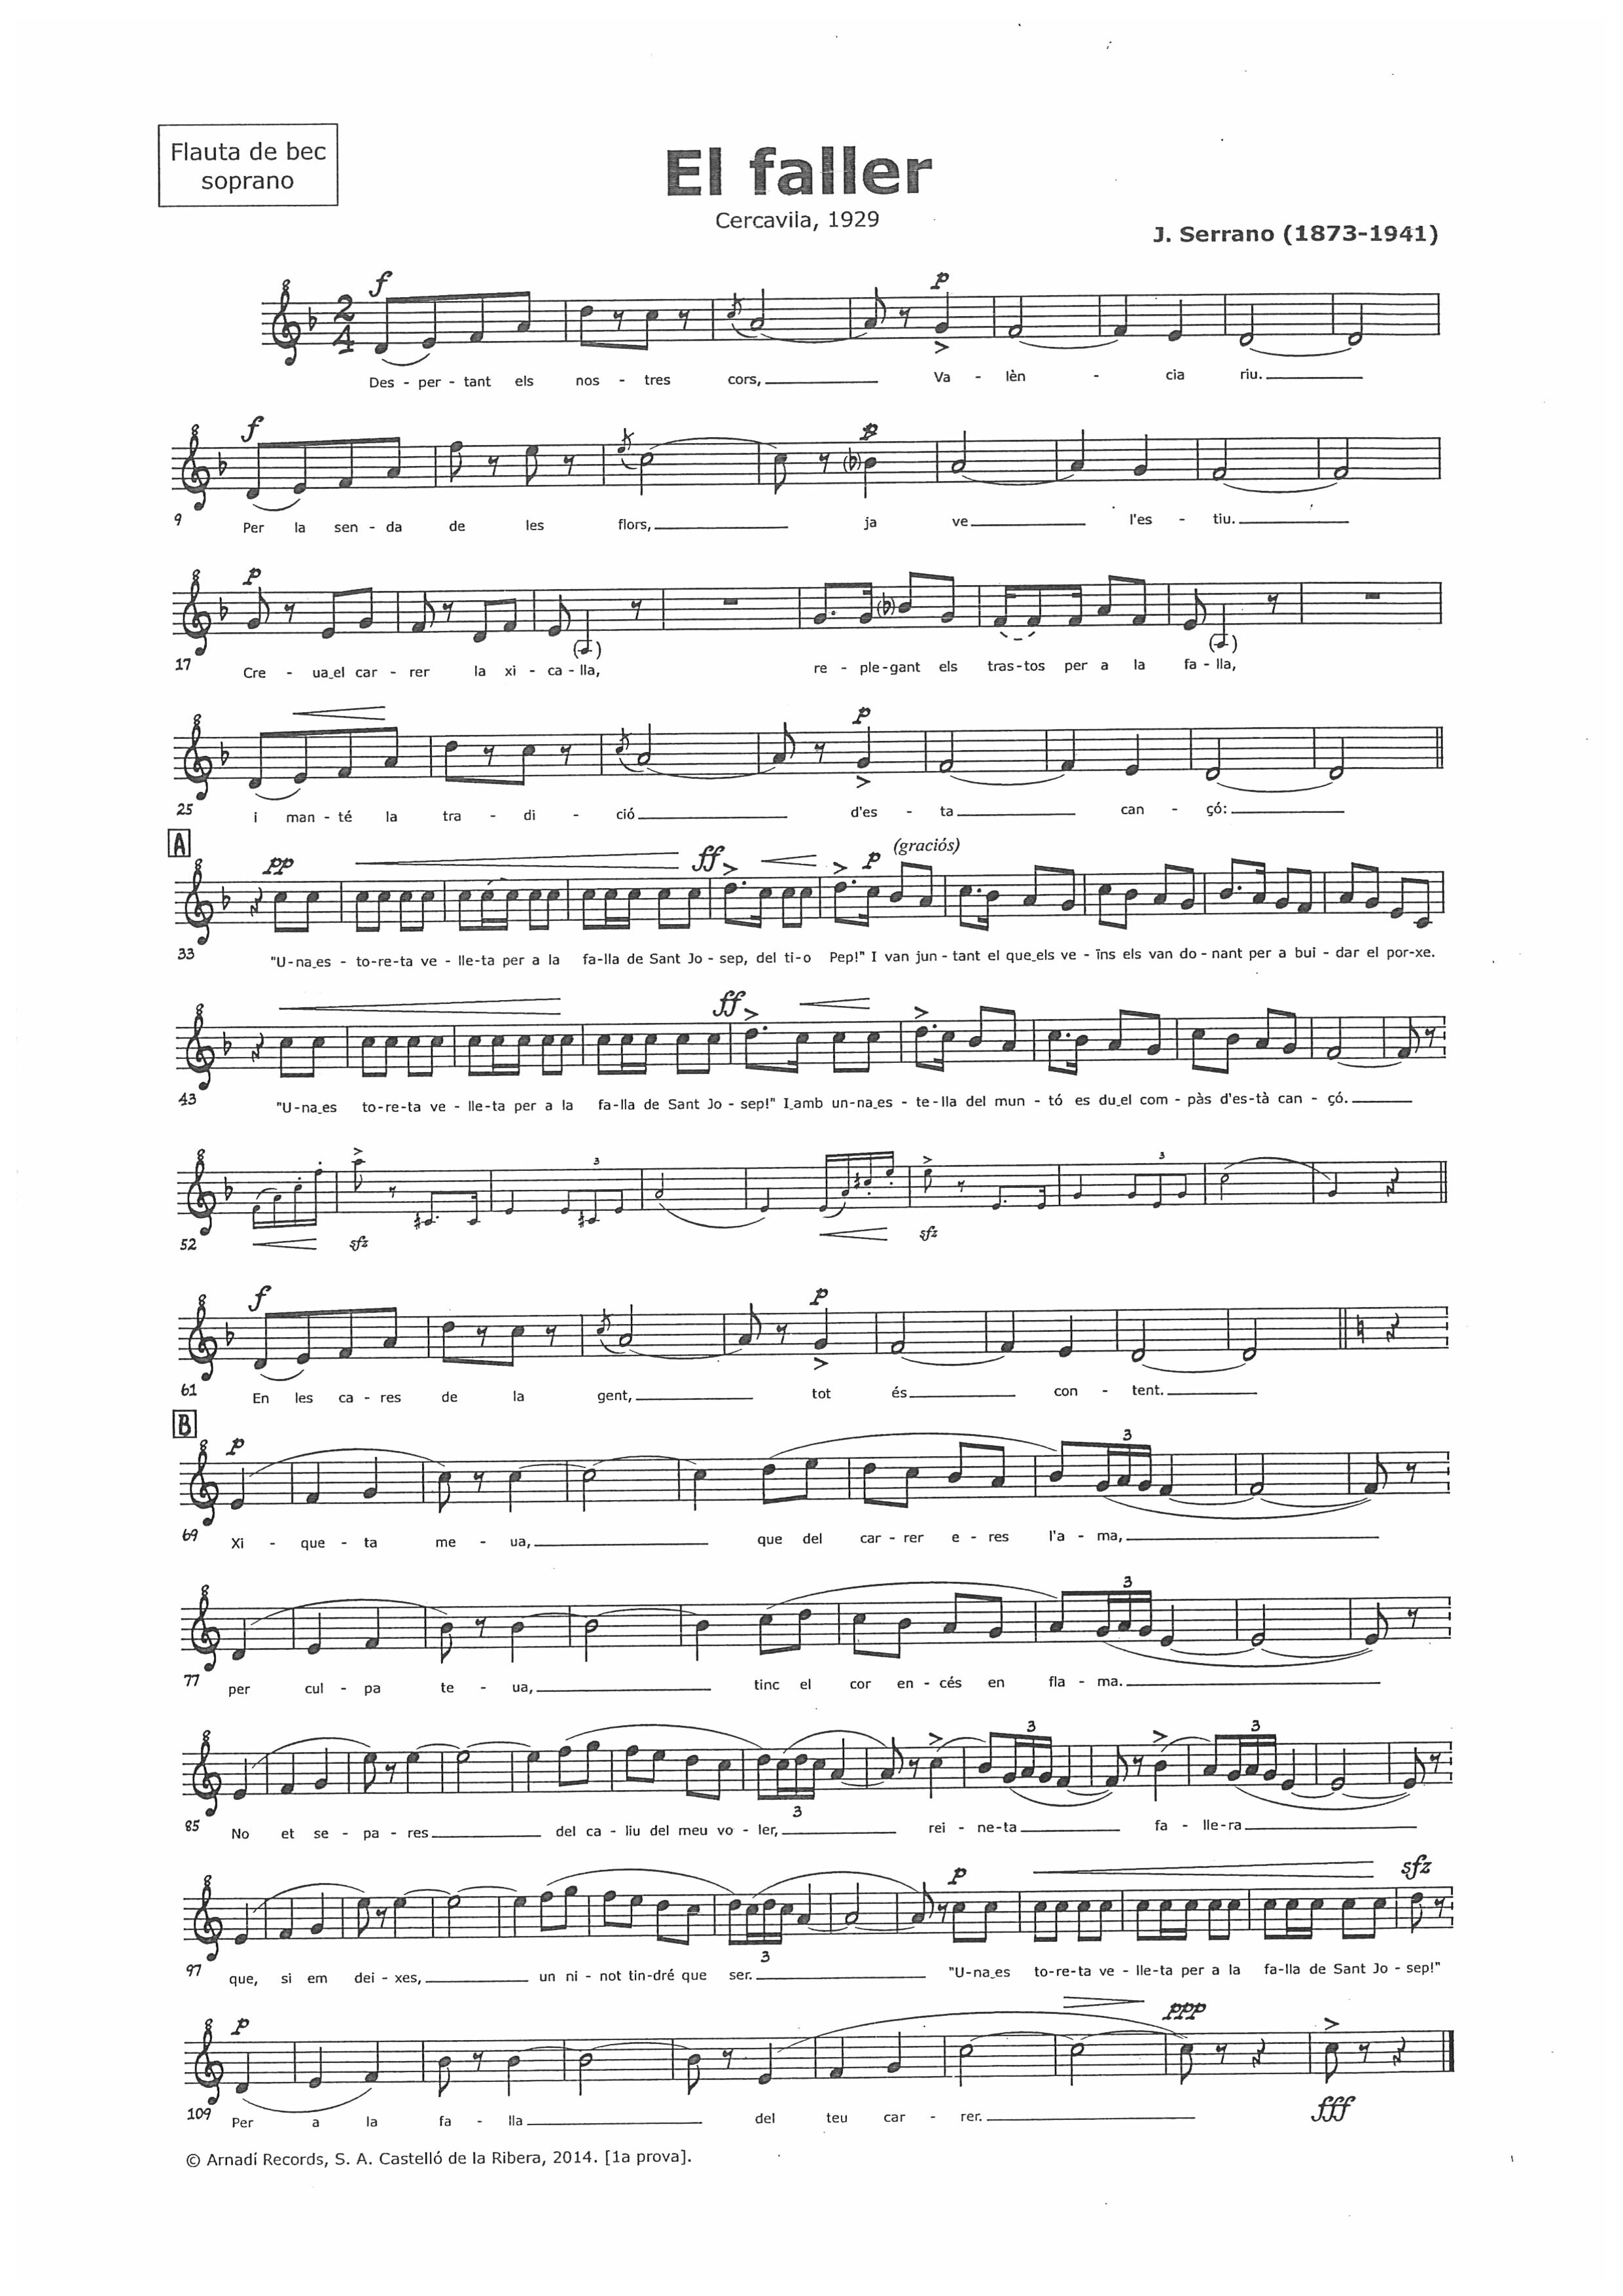 Flauta de bec
soprano
El faller
Cercavila, 1929
J. Serrano (1873-1941)
f
p
Des - per - tant els nos - tres cors, Va - lèn - cia riu.
f
p
9
Per la sen - da de les flors, ja ve l'es - tiu.
p
17
Cre - ua_el car - rer la xi - ca - lla, re - ple - gant els tras - tos per a la fa - lla,
p
25
i man - té la tra - di - ció d'es - ta can - çó:
A
pp
ff
p
(graciós)
33
"U-na_es - to-re-ta ve - lle-ta per a la fa-lla de Sant Jo - sep, del ti-o Pep!" I van jun - tant el que_els ve - ïns els van do - nant per a bui - dar el por-xe.
ff
43
"U-na_es to-re-ta ve - lle-ta per a la fa-lla de Sant Jo - sep!" I_amb un-na_es - te-lla del mun - tó es du_el com - pàs d'es-tà can - çó.
3
3
52
sfz
sfz
f
p
61
En les ca - res de la gent, tot és con - tent.
B
p
3
69
Xi - que - ta me - ua, que del car - rer e - res l'a - ma,
3
77
per cul - pa te - ua, tinc el cor en - cés en fla - ma.
3
3
3
85
No et se - pa - res del ca - liu del meu vo - ler, rei - ne-ta fa - lle-ra
p
sfz
3
97
que, si em dei - xes, un ni - not tin-dré que ser. "U-na_es to-re-ta ve - lle-ta per a la fa-lla de Sant Jo - sep!"
p
ppp
109
Per a la fa - lla del teu car - rer.
fff
© Arnadí Records, S. A. Castelló de la Ribera, 2014. [1a prova].